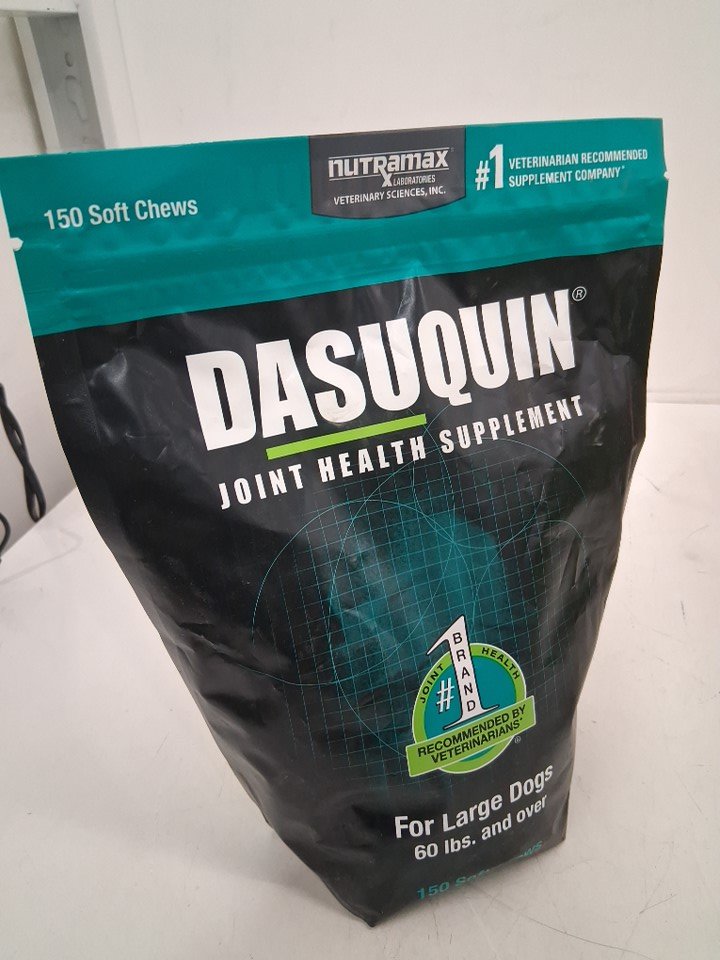 150 Soft Chews
nutramax
LABORATORIES
VETERINARY SCIENCES, INC.
#1 VETERINARIAN RECOMMENDED
SUPPLEMENT COMPANY*
DASUQUIN®
JOINT HEALTH SUPPLEMENT
#1 BRAND
JOINT HEALTH
RECOMMENDED BY
VETERINARIANS*
®
For Large Dogs
60 lbs. and over
150